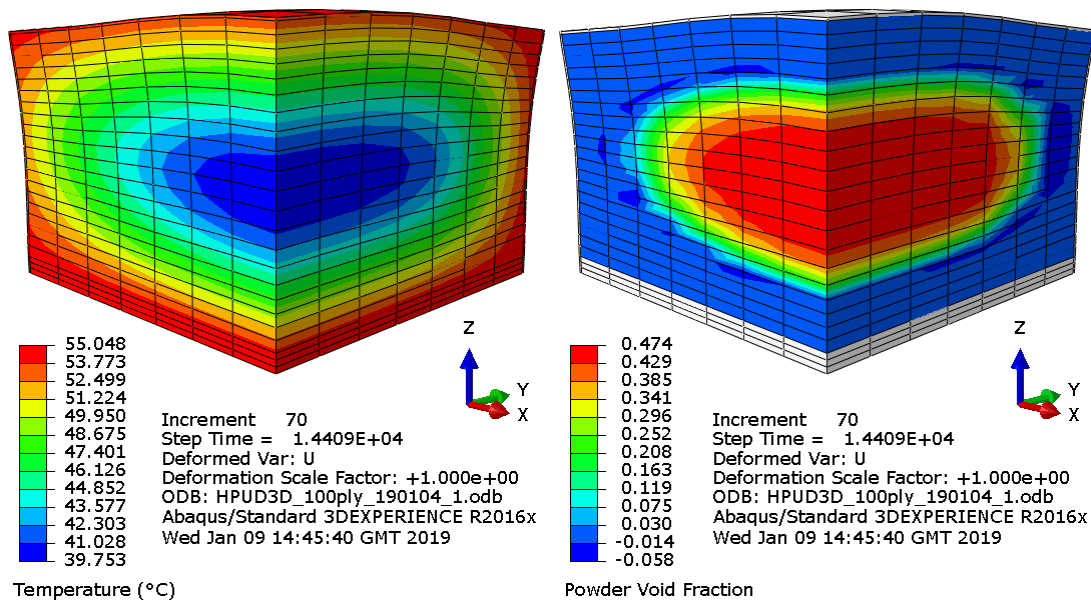 55.048
53.773
52.499
51.224
49.950
48.675
47.401
46.126
44.852
43.577
42.303
41.028
39.753
Z
Y
X
Increment 70
Step Time = 1.4409E+04
Deformed Var: U
Deformation Scale Factor: +1.000e+00
ODB: HPUD3D_100ply_190104_1.odb
Abaqus/Standard 3DEXPERIENCE R2016x
Wed Jan 09 14:45:40 GMT 2019
Temperature (°C)
0.474
0.429
0.385
0.341
0.296
0.252
0.208
0.163
0.119
0.075
0.030
-0.014
-0.058
Z
Y
X
Increment 70
Step Time = 1.4409E+04
Deformed Var: U
Deformation Scale Factor: +1.000e+00
ODB: HPUD3D_100ply_190104_1.odb
Abaqus/Standard 3DEXPERIENCE R2016x
Wed Jan 09 14:45:40 GMT 2019
Powder Void Fraction